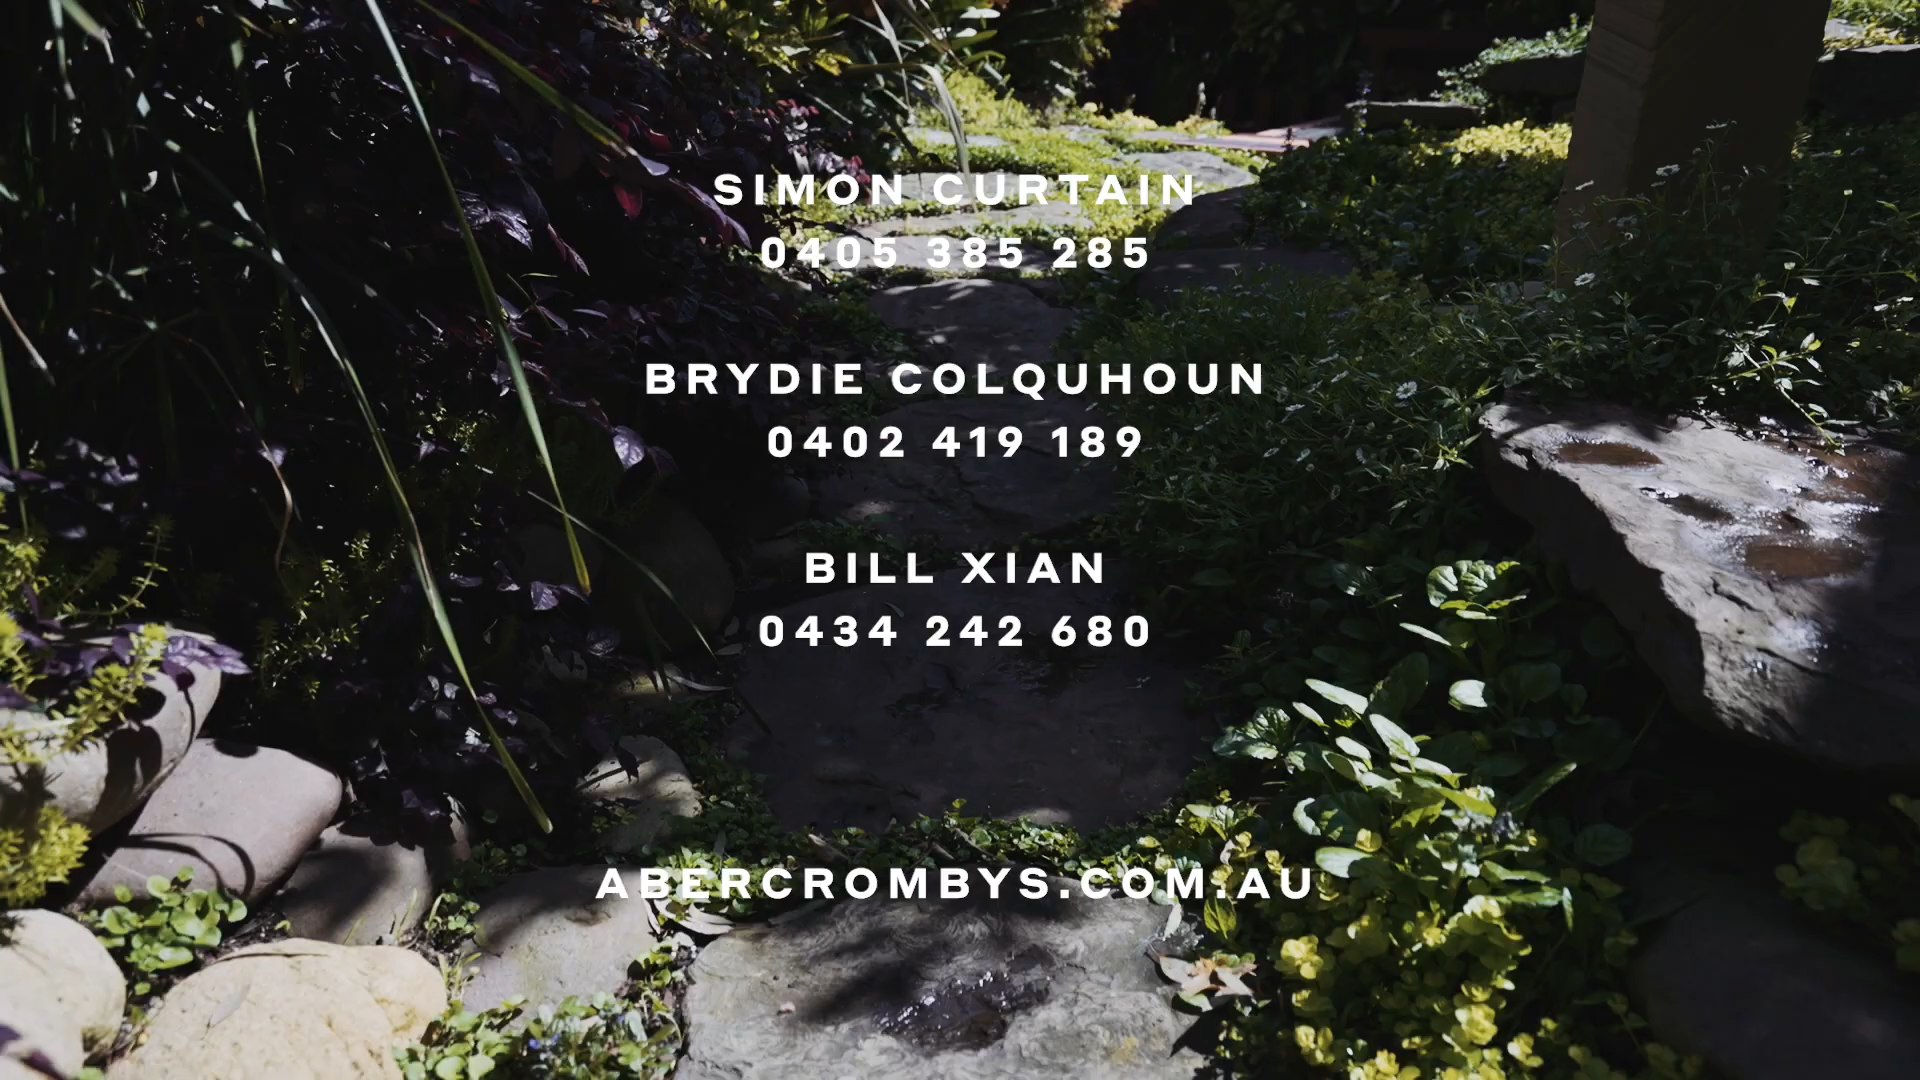 SIMON CURTAIN
0405 385 285
BRYDIE COLQUHOUN
0402 419 189
BILL XIAN
0434 242 680
ABERCROMBYS.COM.AU